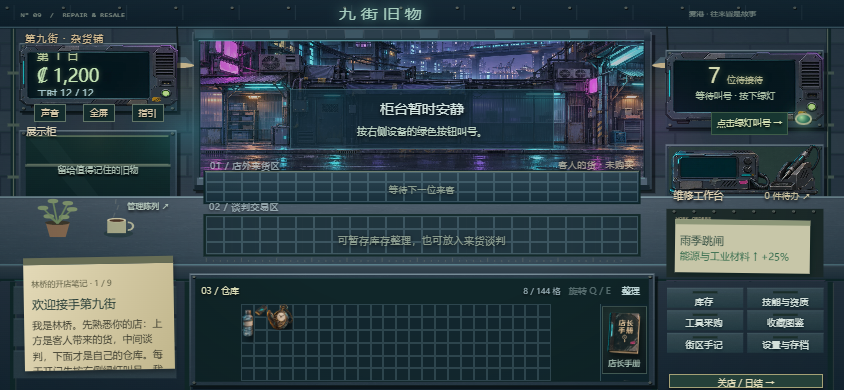 N° 09 / REPAIR & RESALE
九街旧物
第九街 · 杂货铺
第 1 日
₡ 1,200
工时 12 / 12
声音
全屏
指引
展示柜
留给值得记住的旧物
管理陈列 ↗
林桥的开店笔记 · 1 / 9
欢迎接手第九街
我是林桥。先熟悉你的店：上
方是客人带来的货，中间谈
判，下面才是自己的仓库。每
柜台暂时安静
按右侧设备的绿色按钮叫号。
01 / 店外来货区
客人的货 · 未购买
等待下一位来客
02 / 谈判交易区
可暂存库存整理，也可放入来货谈判
03 / 仓库
8 / 144 格
旋转 Q / E
整理
店长
手册
店长手册
7 位待接待
等待叫号 · 按下绿灯
点击绿灯叫号 →
维修工作台
0 件待办 ↗
雨季跳闸
能源与工业材料 ↑ +25%
库存
技能与资质
工具采购
收藏图鉴
街区手记
设置与存档
关店 / 日结 →